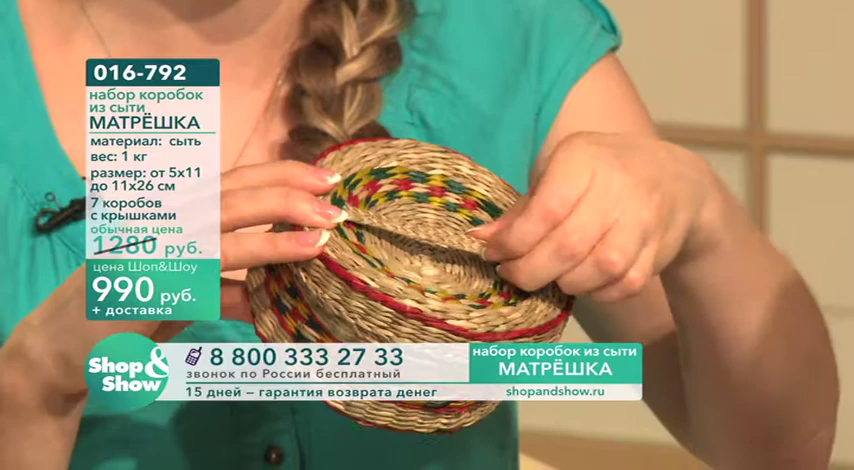 016-792
набор коробок
из сыти
МАТРЁШКА
материал: сыть
вес: 1 кг
размер: от 5х11
до 11х26 см
7 коробов
с крышками
обычная цена
1280 руб.
цена Шоп&Шоу
990 руб.
+ доставка
Shop &
Show
8 800 333 27 33
звонок по России бесплатный
15 дней – гарантия возврата денег
набор коробок из сыти
МАТРЁШКА
shopandshow.ru